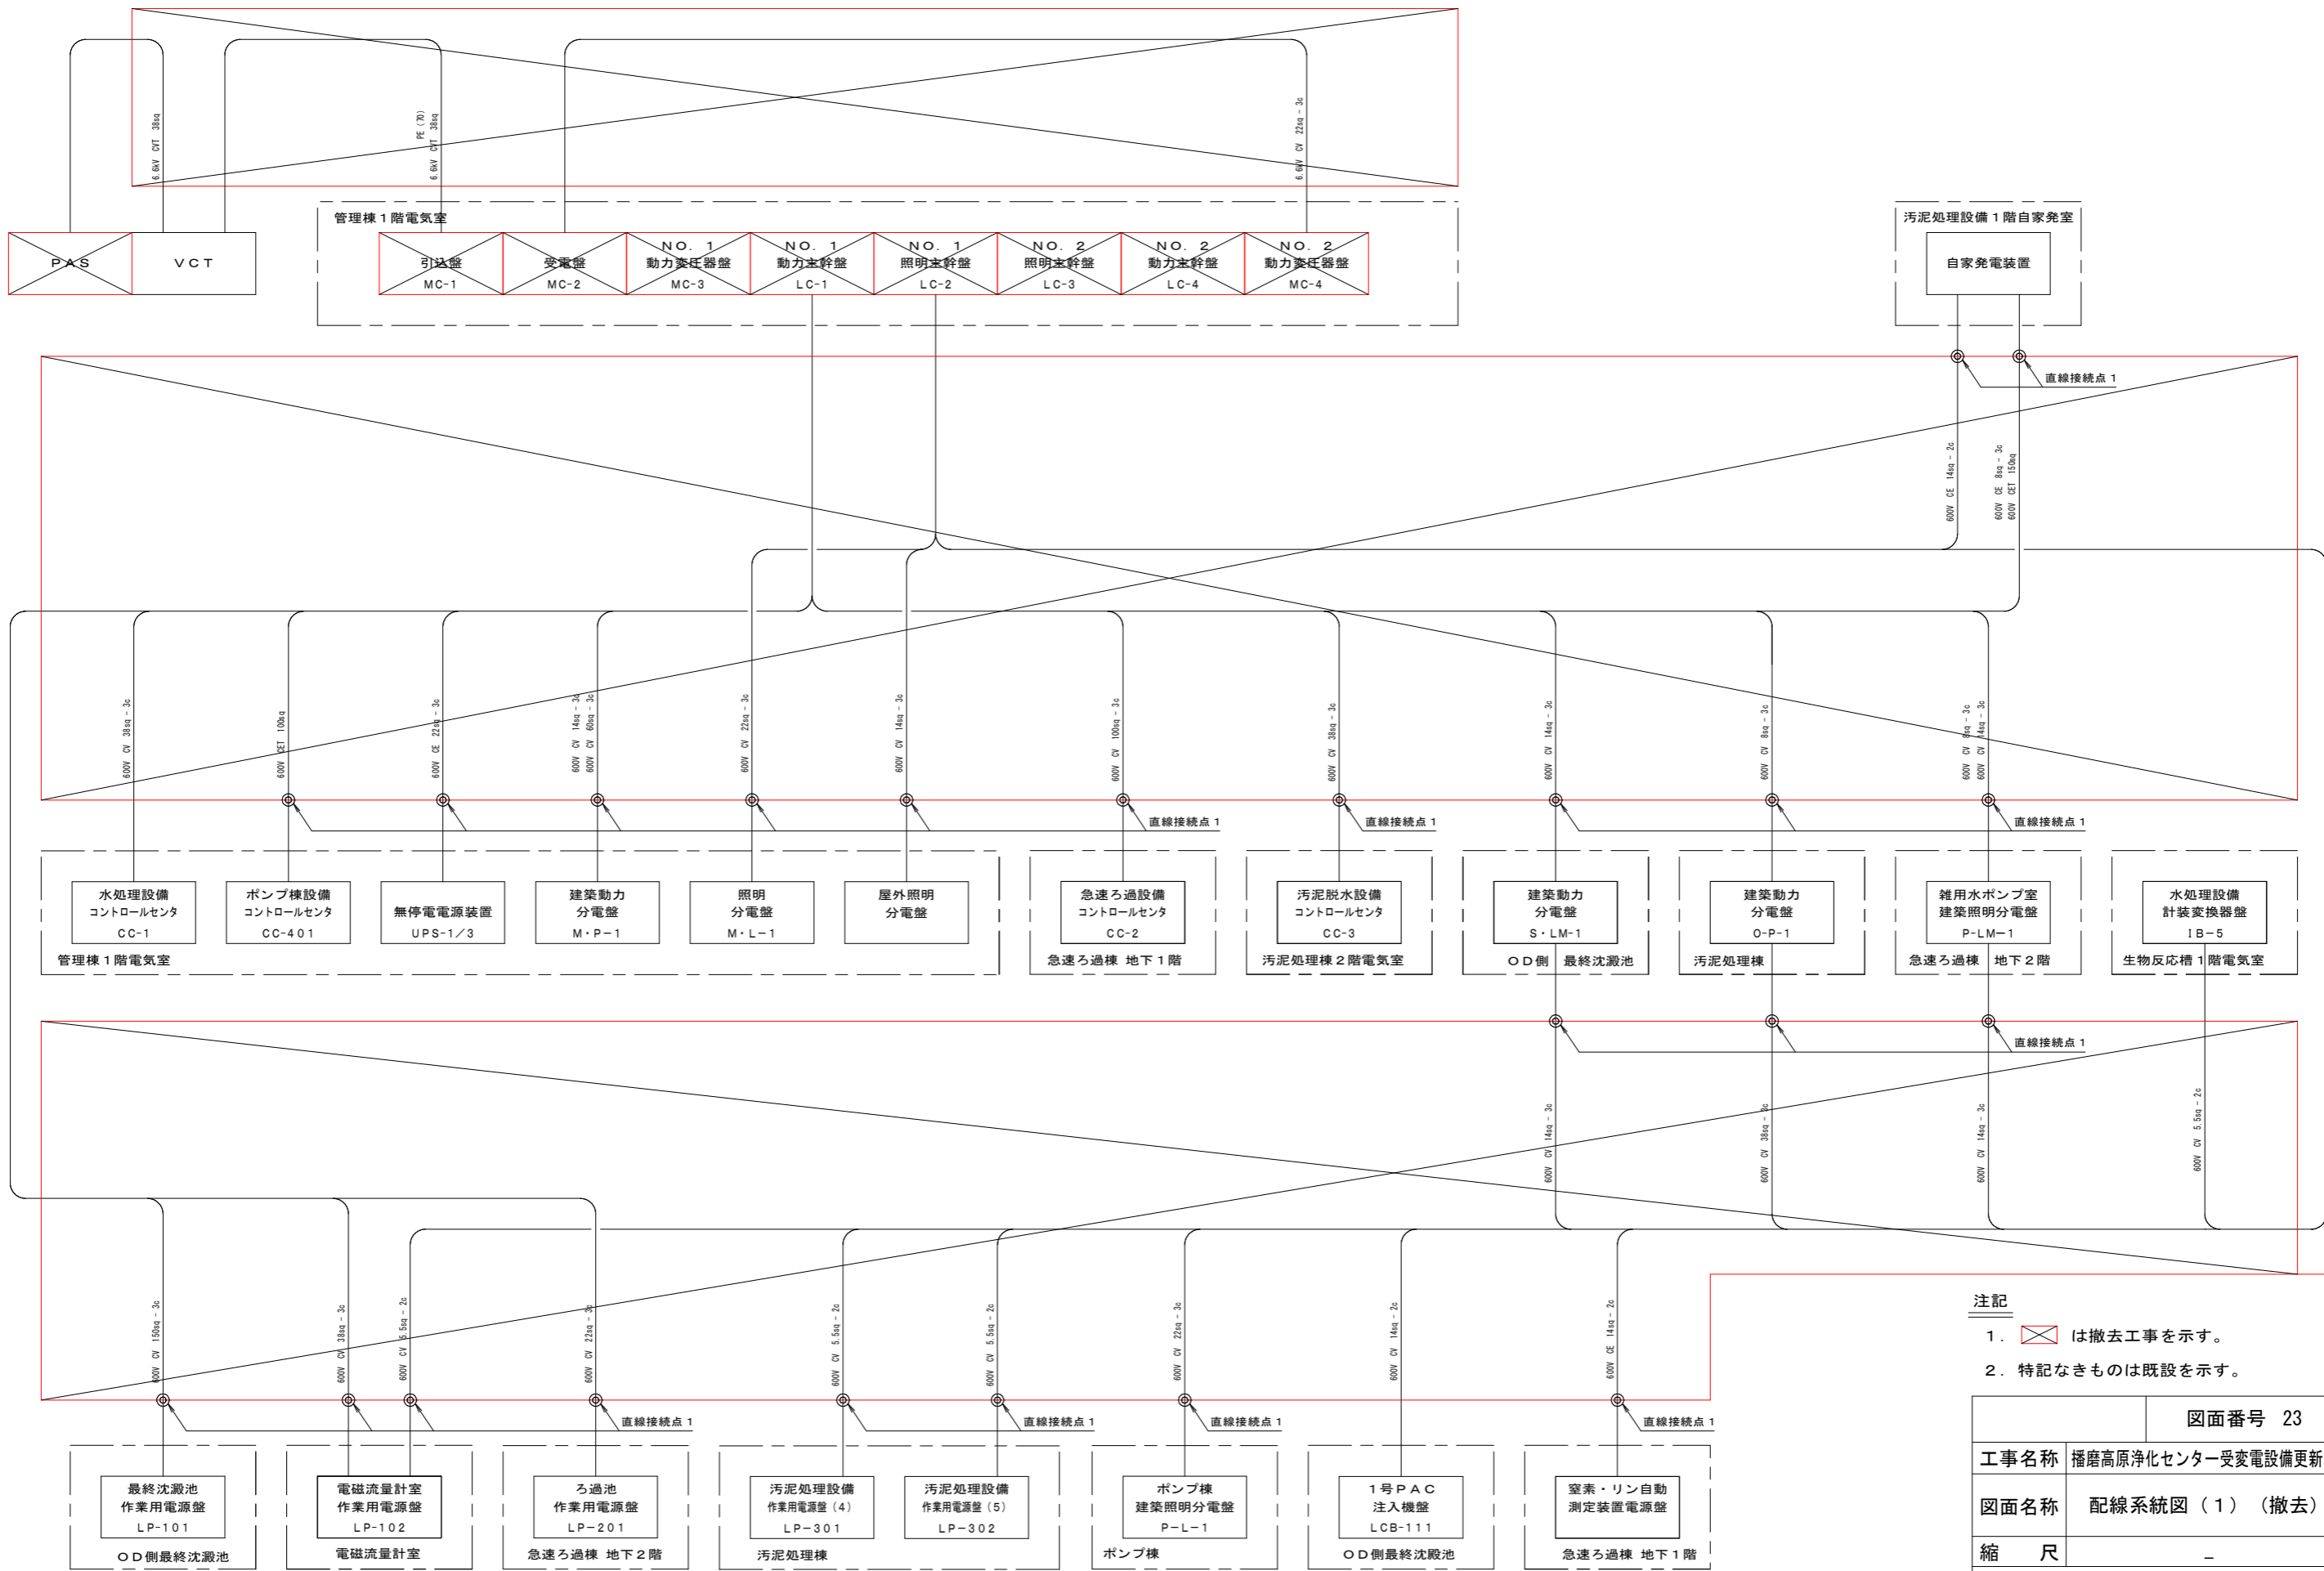 6.6kV CVT 38sq
PE (70)
6.6kV CVT 38sq
6.6kV CV 22sq - 3c
PAS
VCT
管理棟1階電気室
引込盤
MC-1
受電盤
MC-2
NO. 1
動力変圧器盤
MC-3
NO. 1
動力主幹盤
LC-1
NO. 1
照明主幹盤
LC-2
NO. 2
照明主幹盤
LC-3
NO. 2
動力主幹盤
LC-4
NO. 2
動力変圧器盤
MC-4
汚泥処理設備1階自家発室
自家発電装置
直線接続点1
600V CE 14sq - 2c
600V CE 8sq - 3c
600V CET 150sq
600V CV 38sq - 3c
600V CET 100sq
600V CE 22sq - 3c
600V CV 14sq - 3c
600V CV 60sq - 3c
600V CV 22sq - 3c
600V CV 14sq - 3c
600V CV 100sq - 3c
600V CV 38sq - 3c
600V CV 14sq - 3c
600V CV 8sq - 3c
600V CV 8sq - 3c
600V CV 14sq - 3c
直線接続点1
直線接続点1
直線接続点1
水処理設備
コントロールセンタ
CC-1
ポンプ棟設備
コントロールセンタ
CC-401
無停電電源装置
UPS-1/3
建築動力
分電盤
M・P-1
照明
分電盤
M・L-1
屋外照明
分電盤
管理棟1階電気室
急速ろ過設備
コントロールセンタ
CC-2
急速ろ過棟 地下1階
汚泥脱水設備
コントロールセンタ
CC-3
汚泥処理棟2階電気室
建築動力
分電盤
S・LM-1
OD側 最終沈澱池
建築動力
分電盤
O-P-1
汚泥処理棟
雑用水ポンプ室
建築照明分電盤
P-LM-1
急速ろ過棟 地下2階
水処理設備
計装変換器盤
IB-5
生物反応槽1階電気室
直線接続点1
600V CV 14sq - 3c
600V CV 38sq - 3c
600V CV 14sq - 3c
600V CV 5.5sq - 2c
600V CV 150sq - 3c
600V CV 38sq - 3c
600V CV 5.5sq - 2c
600V CV 22sq - 3c
600V CV 5.5sq - 2c
600V CV 5.5sq - 2c
600V CV 22sq - 3c
600V CV 14sq - 2c
600V CE 14sq - 2c
直線接続点1
直線接続点1
直線接続点1
直線接続点1
最終沈澱池
作業用電源盤
LP-101
OD側最終沈澱池
電磁流量計室
作業用電源盤
LP-102
電磁流量計室
ろ過池
作業用電源盤
LP-201
急速ろ過棟 地下2階
汚泥処理設備
作業用電源盤(4)
LP-301
汚泥処理設備
作業用電源盤(5)
LP-302
汚泥処理棟
ポンプ棟
建築照明分電盤
P-L-1
ポンプ棟
1号PAC
注入機盤
LCB-111
OD側最終沈澱池
窒素・リン自動
測定装置電源盤
急速ろ過棟 地下1階
注記
1. は撤去工事を示す。
2. 特記なきものは既設を示す。
図面番号 23
工事名称 播磨高原浄化センター受変電設備更新
図面名称 配線系統図(1)(撤去)
縮 尺 −